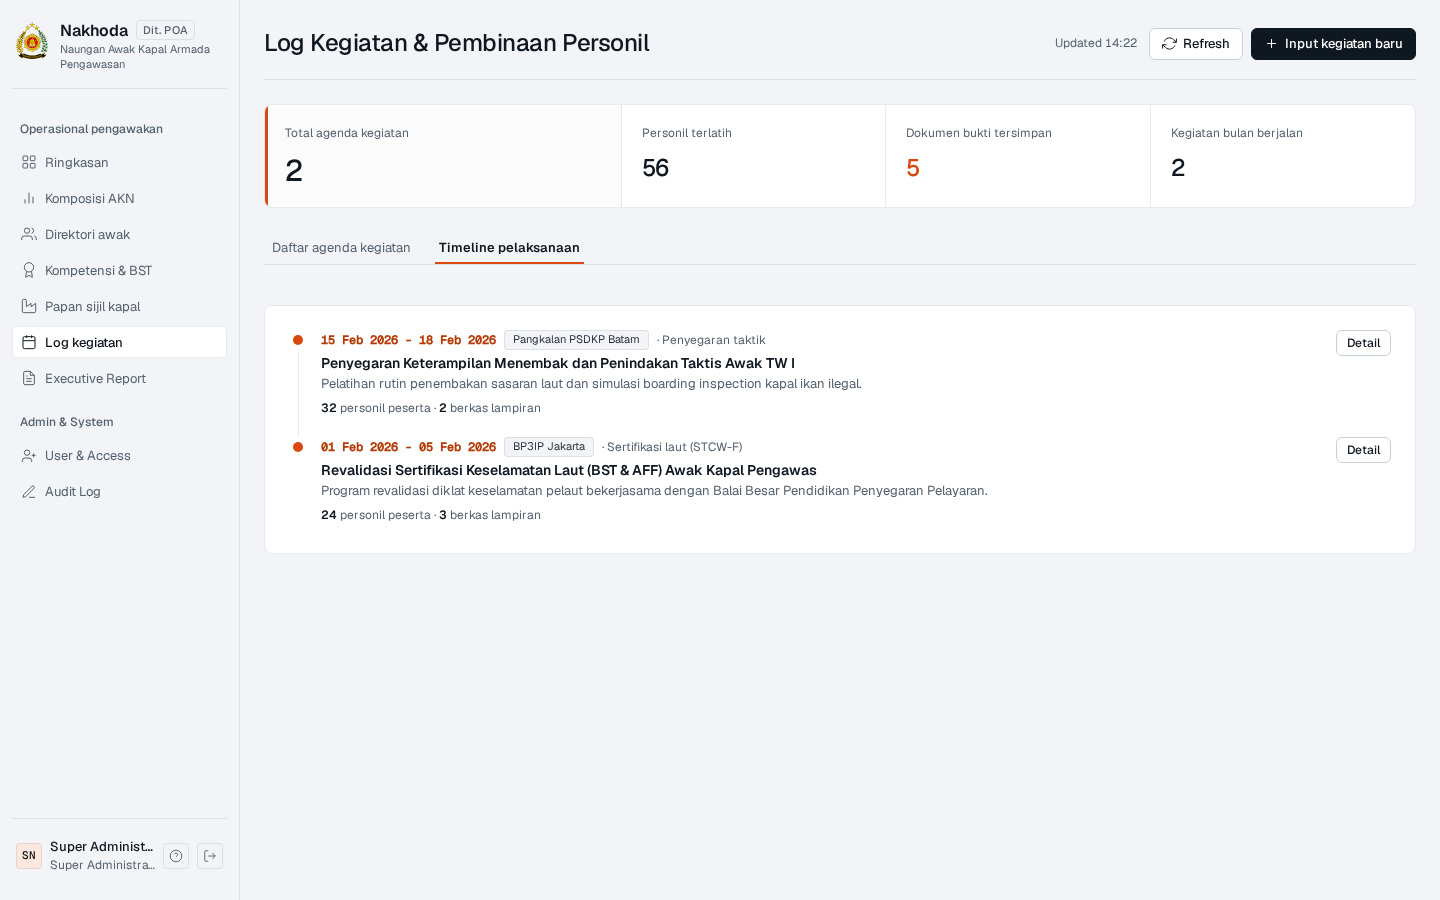 Nakhoda Dit. POA
Naungan Awak Kapal Armada
Pengawasan
Operasional pengawakan
Ringkasan
Komposisi AKN
Direktori awak
Kompetensi & BST
Papan sijil kapal
Log kegiatan
Executive Report
Admin & System
User & Access
Audit Log
SN
Super Administ...
Super Administra...
Log Kegiatan & Pembinaan Personil
Updated 14:22
Refresh
Input kegiatan baru
Total agenda kegiatan
2
Personil terlatih
56
Dokumen bukti tersimpan
5
Kegiatan bulan berjalan
2
Daftar agenda kegiatan
Timeline pelaksanaan
15 Feb 2026 - 18 Feb 2026 Pangkalan PSDKP Batam · Penyegaran taktik
Penyegaran Keterampilan Menembak dan Penindakan Taktis Awak TW I
Pelatihan rutin penembakan sasaran laut dan simulasi boarding inspection kapal ikan ilegal.
32 personil peserta · 2 berkas lampiran
Detail
01 Feb 2026 - 05 Feb 2026 BP3IP Jakarta · Sertifikasi laut (STCW-F)
Revalidasi Sertifikasi Keselamatan Laut (BST & AFF) Awak Kapal Pengawas
Program revalidasi diklat keselamatan pelaut bekerjasama dengan Balai Besar Pendidikan Penyegaran Pelayaran.
24 personil peserta · 3 berkas lampiran
Detail